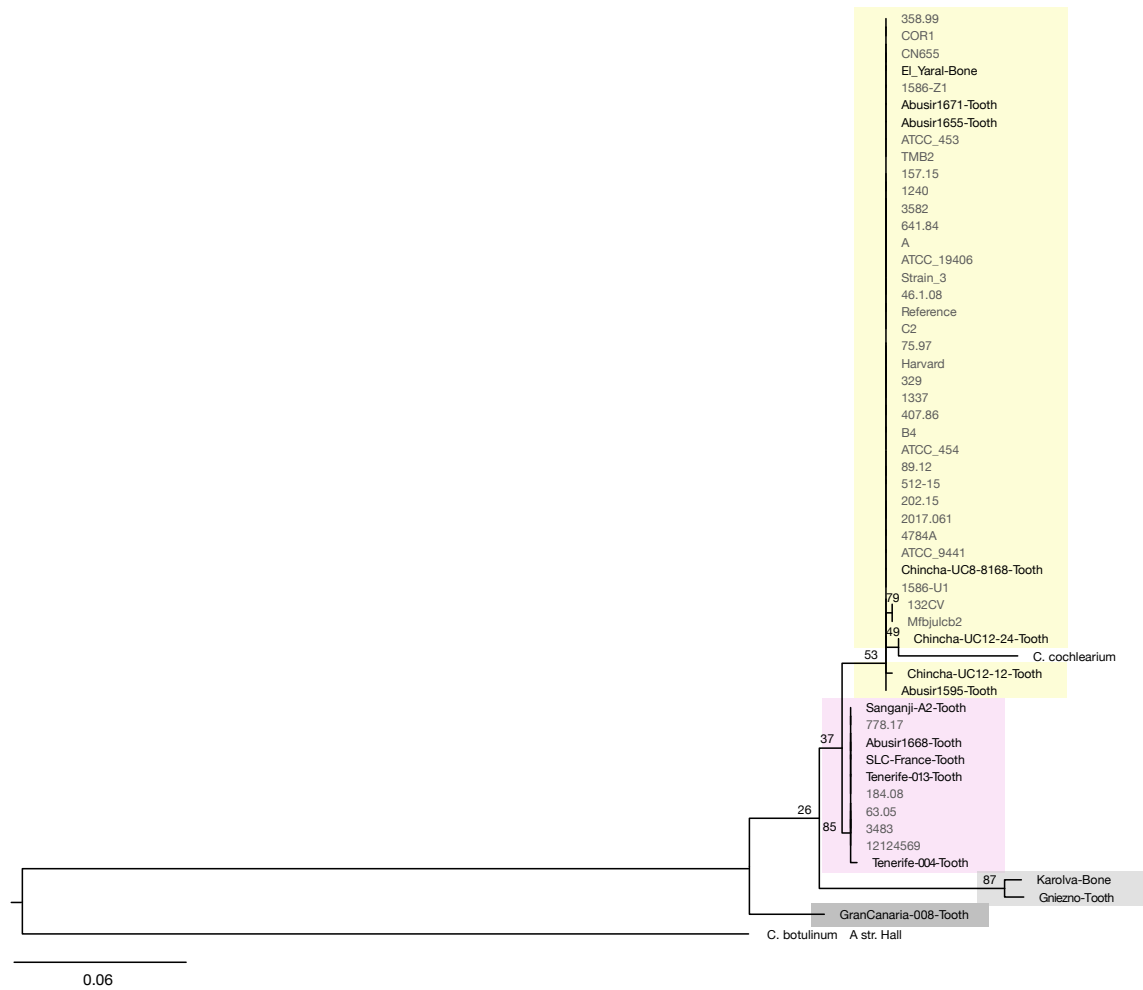 358.99
COR1
CN655
El_Yaral-Bone
1586-Z1
Abusir1671-Tooth
Abusir1655-Tooth
ATCC_453
TMB2
157.15
1240
3582
641.84
A
ATCC_19406
Strain_3
46.1.08
Reference
C2
75.97
Harvard
329
1337
407.86
B4
ATCC_454
89.12
512-15
202.15
2017.061
4784A
ATCC_9441
Chincha-UC8-8168-Tooth
1586-U1
79
132CV
Mfbjulcb2
49
Chincha-UC12-24-Tooth
53
C. cochlearium
Chincha-UC12-12-Tooth
Abusir1595-Tooth
Sanganji-A2-Tooth
778.17
37
Abusir1668-Tooth
SLC-France-Tooth
Tenerife-013-Tooth
184.08
26
63.05
85
3483
12124569
Tenerife-004-Tooth
87
Karolva-Bone
Gniezno-Tooth
GranCanaria-008-Tooth
C. botulinum A str. Hall
0.06